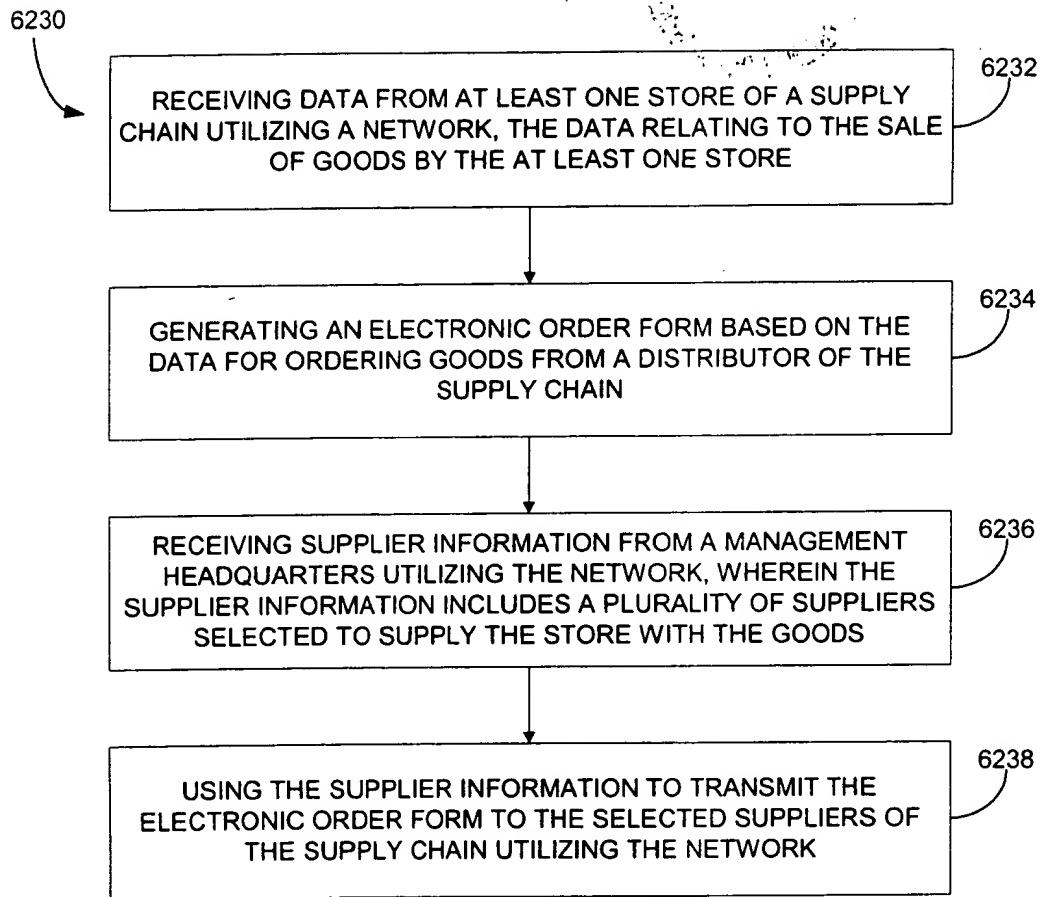 6230
6232
RECEIVING DATA FROM AT LEAST ONE STORE OF A SUPPLY
CHAIN UTILIZING A NETWORK, THE DATA RELATING TO THE SALE
OF GOODS BY THE AT LEAST ONE STORE
6234
GENERATING AN ELECTRONIC ORDER FORM BASED ON THE
DATA FOR ORDERING GOODS FROM A DISTRIBUTOR OF THE
SUPPLY CHAIN
6236
RECEIVING SUPPLIER INFORMATION FROM A MANAGEMENT
HEADQUARTERS UTILIZING THE NETWORK, WHEREIN THE
SUPPLIER INFORMATION INCLUDES A PLURALITY OF SUPPLIERS
SELECTED TO SUPPLY THE STORE WITH THE GOODS
6238
USING THE SUPPLIER INFORMATION TO TRANSMIT THE
ELECTRONIC ORDER FORM TO THE SELECTED SUPPLIERS OF
THE SUPPLY CHAIN UTILIZING THE NETWORK